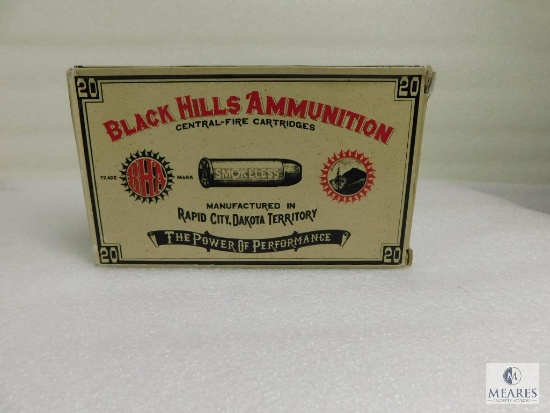 20 20
BLACK HILLS AMMUNITION
CENTRAL-FIRE CARTRIDGES
SMOKELESS
TRADE BHA MARK
MANUFACTURED IN
RAPID CITY, DAKOTA TERRITORY
THE POWER OF PERFORMANCE
20 20
MEARES